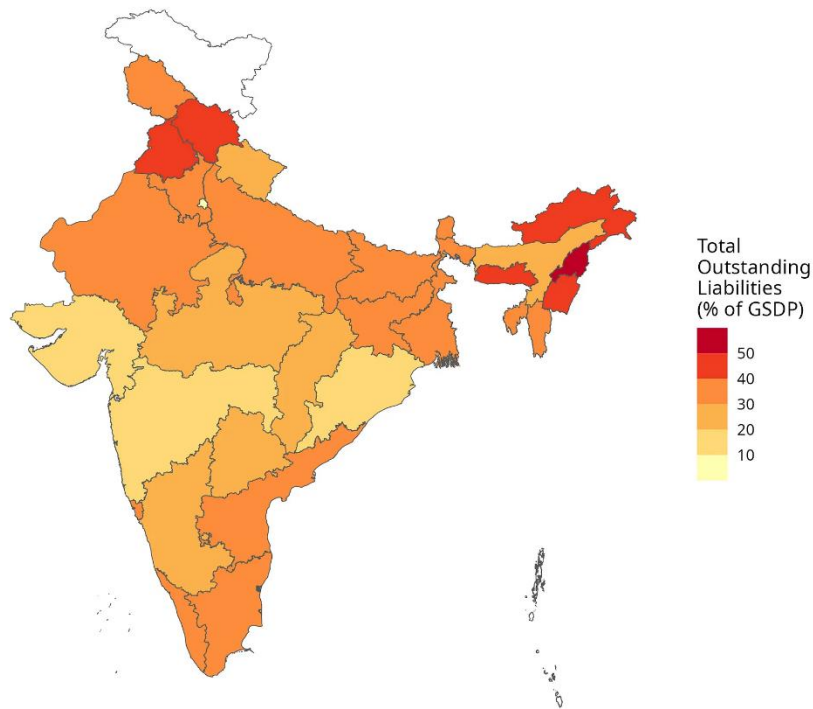 Total
Outstanding
Liabilities
(% of GSDP)
50
40
30
20
10